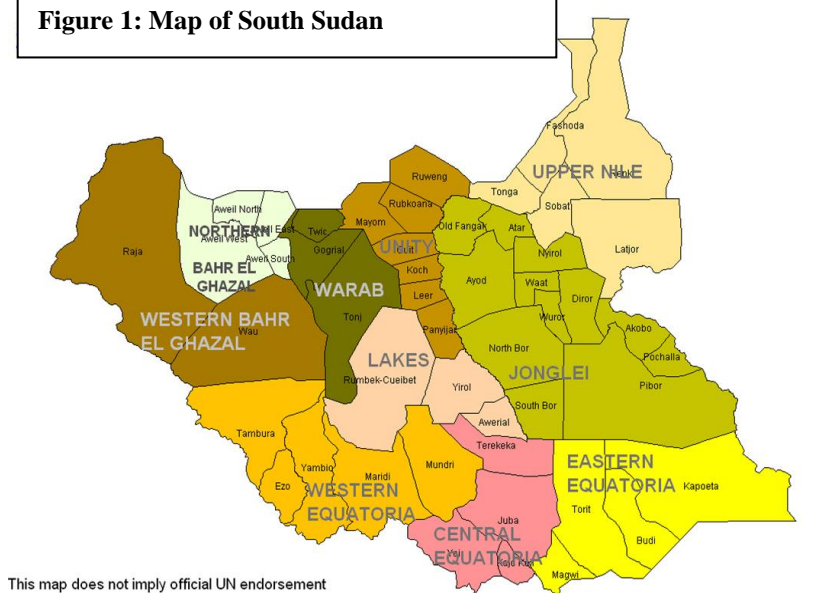 Figure 1: Map of South Sudan
Fashoda
UPPER NILE
Ruweng
Tonga
Rubkoana
Sobat
Aweil North
Mayom
Old Fangak
Atar
NORTHERN
Aweil West
Twic
Gogrial
UNITY
Nyirol
Latjor
Raja
Aweil South
BAHR EL
GHAZAL
Koch
Ayod
Waat
WARAB
Leer
Diror
Tonj
Wuror
WESTERN BAHR
EL GHAZAL
Wau
Panyijar
Akobo
North Bor
Pochalla
LAKES
JONGLEI
Rumbek-Cueibet
Yirol
Pibor
South Bor
Awerial
Tambura
Terekeka
Mundri
EASTERN
EQUATORIA
Yambio
Maridi
Ezo
WESTERN
EQUATORIA
Kapoeta
Torit
Juba
CENTRAL
EQUATORIA
Budi
Magwi
This map does not imply official UN endorsement